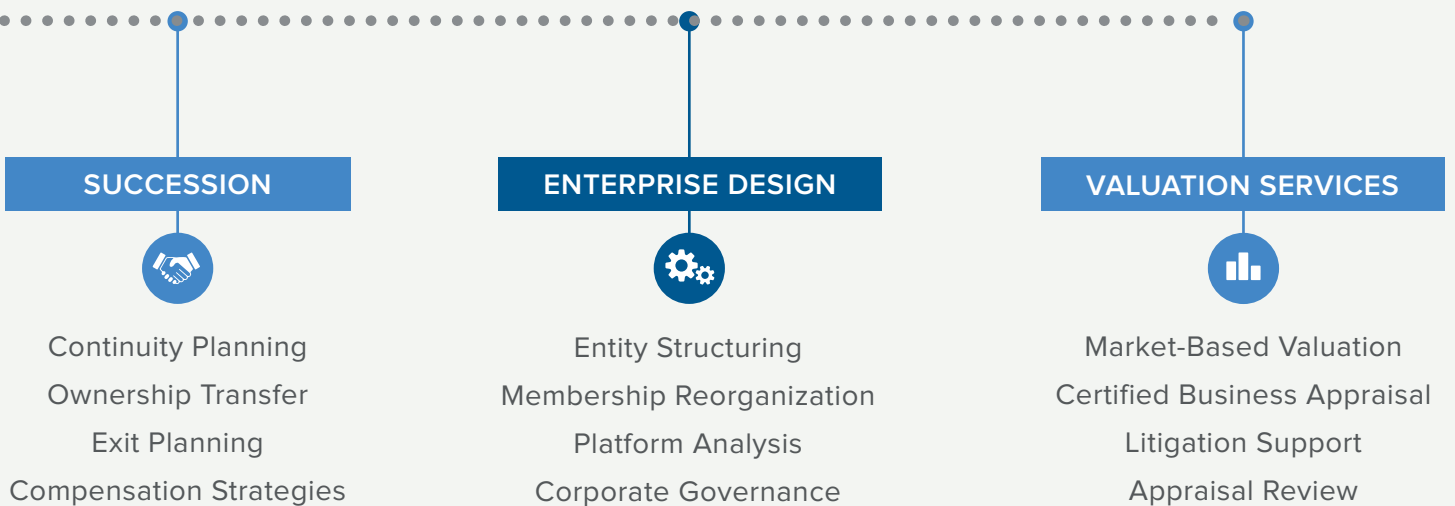 SUCCESSION
Continuity Planning
Ownership Transfer
Exit Planning
Compensation Strategies
ENTERPRISE DESIGN
Entity Structuring
Membership Reorganization
Platform Analysis
Corporate Governance
VALUATION SERVICES
Market-Based Valuation
Certified Business Appraisal
Litigation Support
Appraisal Review